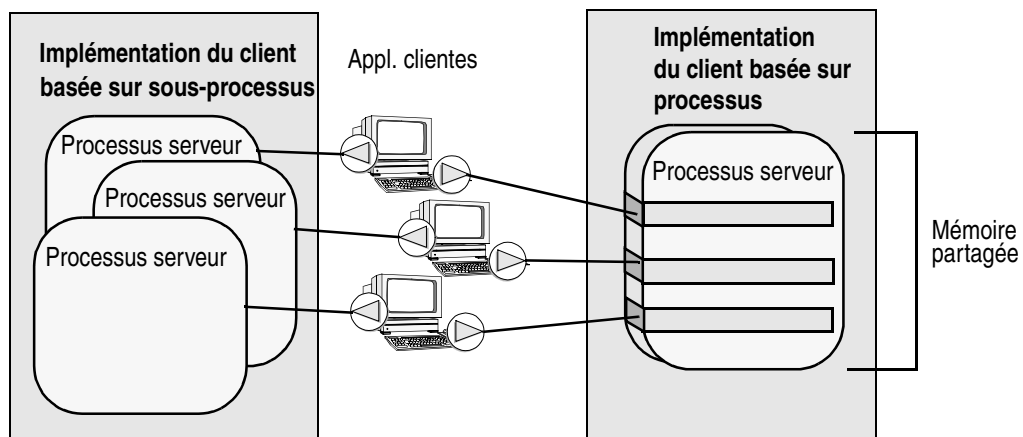 Implémentation du client
basée sur sous-processus
Processus serveur
Processus serveur
Processus serveur
Appl. clientes
Implémentation
du client basée sur
processus
Processus serveur
Mémoire
partagée